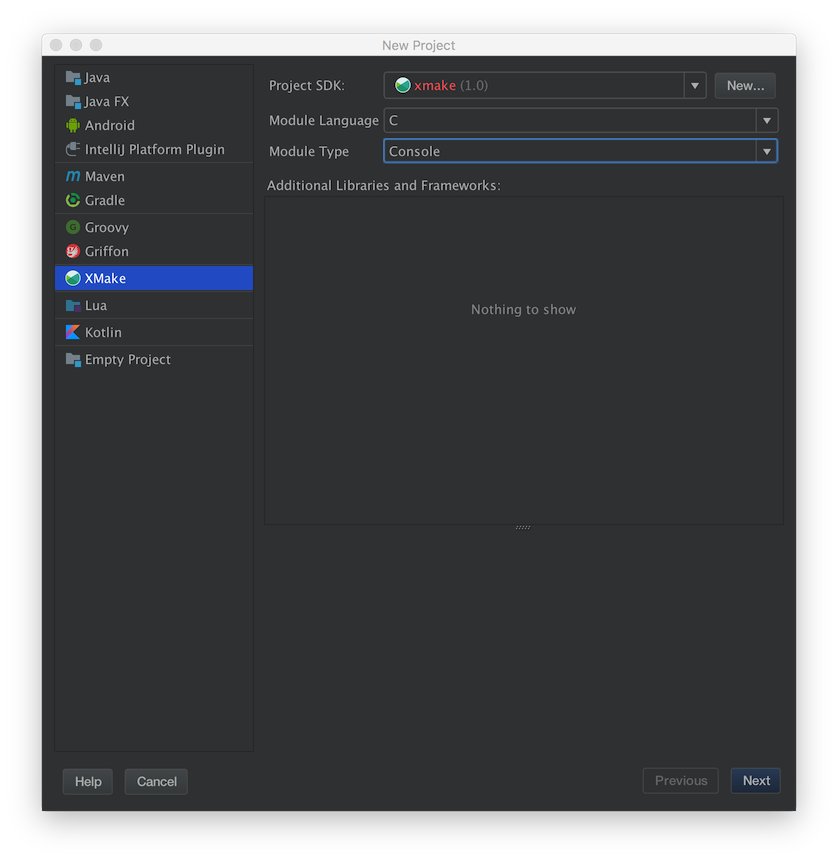 New Project
Java
Java FX
Android
IntelliJ Platform Plugin
Maven
Gradle
Groovy
Griffon
XMake
Lua
Kotlin
Empty Project
Project SDK: xmake (1.0) New...
Module Language C
Module Type Console
Additional Libraries and Frameworks:
Nothing to show
Help Cancel Previous Next